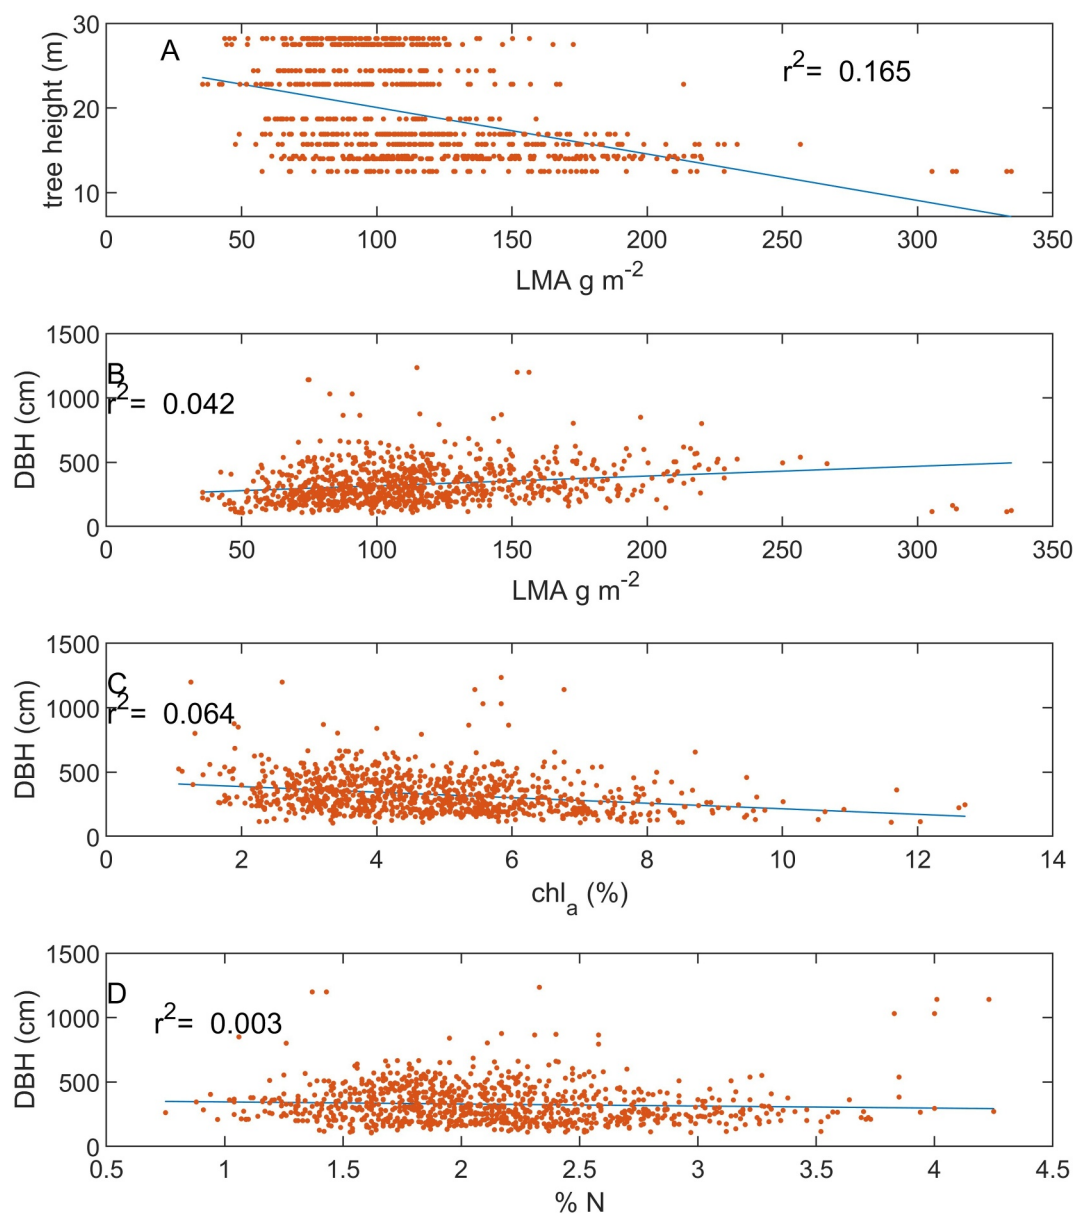 A
r²= 0.165
30
20
10
tree height (m)
0 50 100 150 200 250 300 350
LMA g m⁻²
B
r²= 0.042
1500
1000
500
0
DBH (cm)
0 50 100 150 200 250 300 350
LMA g m⁻²
C
r²= 0.064
1500
1000
500
0
DBH (cm)
0 2 4 6 8 10 12 14
chlₐ (%)
D
r²= 0.003
1500
1000
500
0
DBH (cm)
0.5 1 1.5 2 2.5 3 3.5 4 4.5
% N